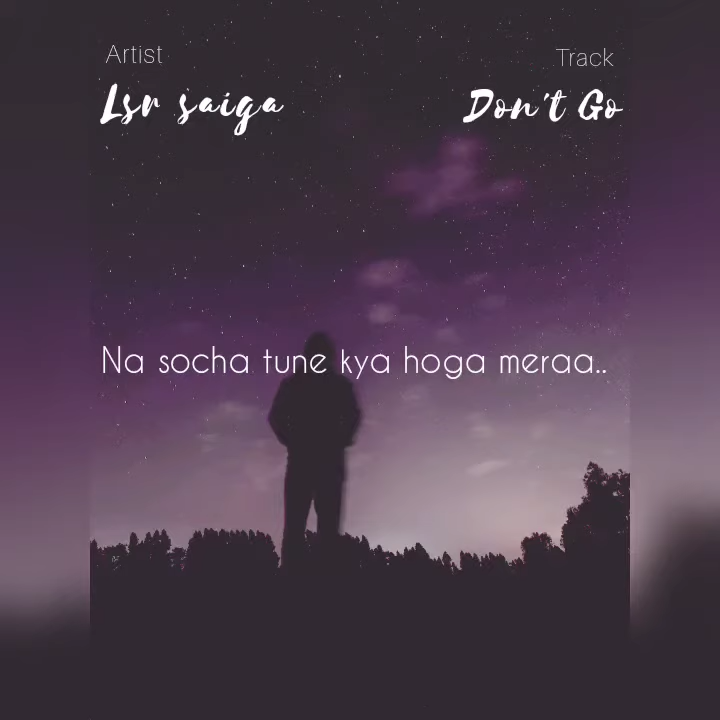 Artist
Track
Lsr saiga
Don't Go
Na socha tune kya hoga meraa..